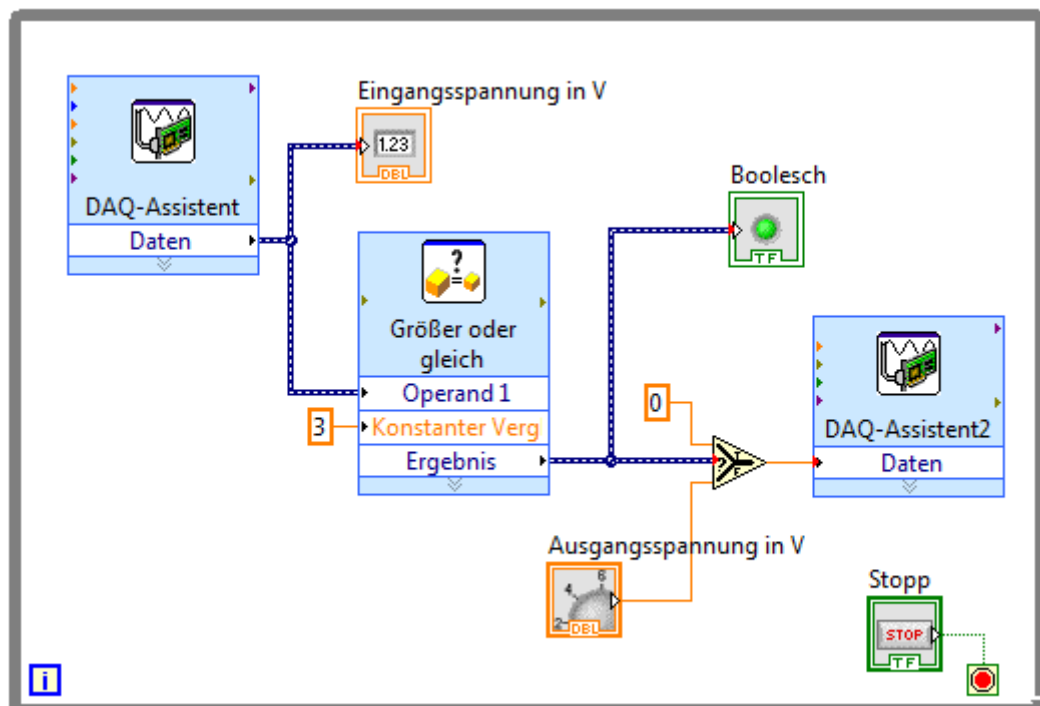 Eingangsspannung in V
1.23
DBL
DAQ-Assistent
Daten
Boolesch
TF
?
=
Größer oder
gleich
Operand 1
3
Konstanter Verg
Ergebnis
0
?
T
F
DAQ-Assistent2
Daten
Ausgangsspannung in V
2
4
6
DBL
Stopp
STOP
TF
i